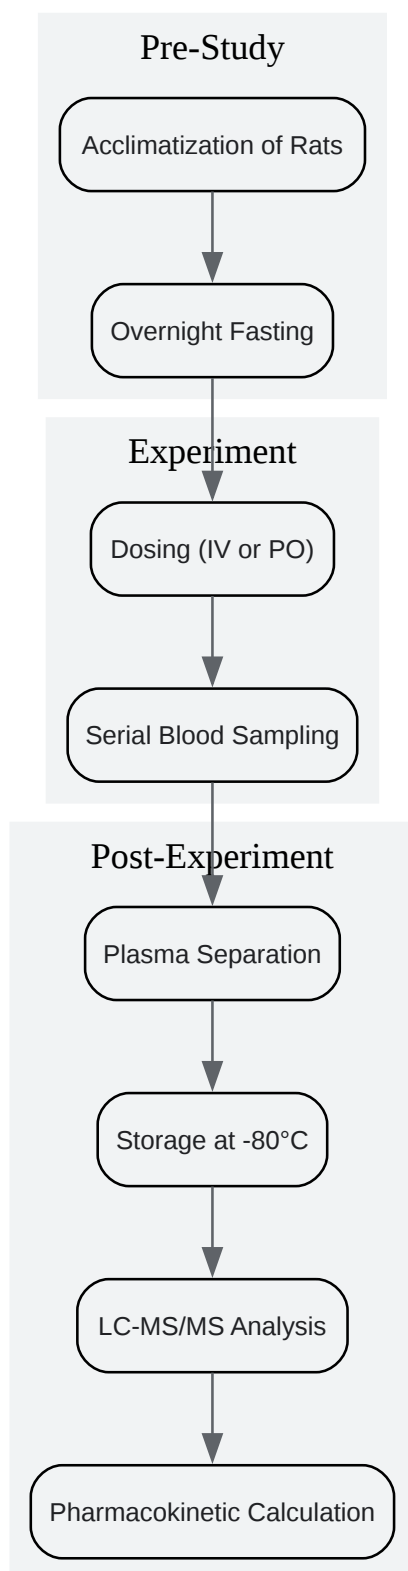 Pre-Study
Acclimatization of Rats
Overnight Fasting
Experiment
Dosing (IV or PO)
Serial Blood Sampling
Post-Experiment
Plasma Separation
Storage at -80°C
LC-MS/MS Analysis
Pharmacokinetic Calculation